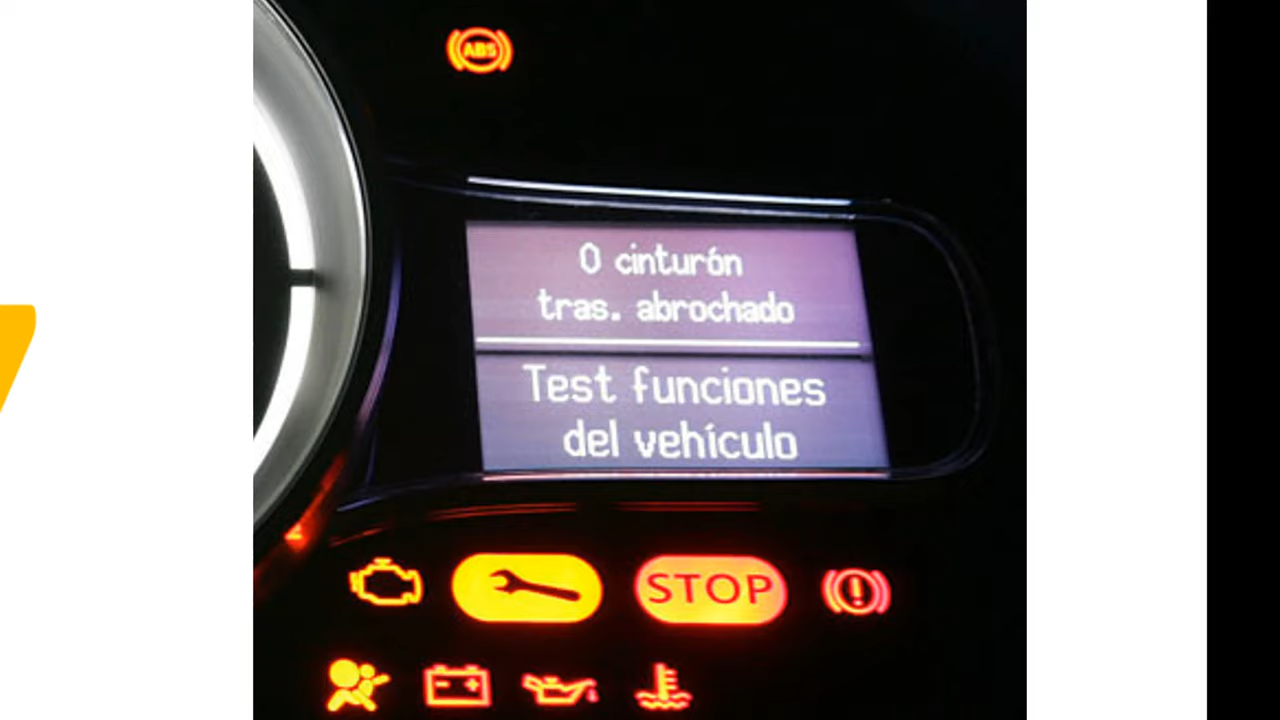 ABS
0 cinturón
tras. abrochado
Test funciones
del vehículo
STOP